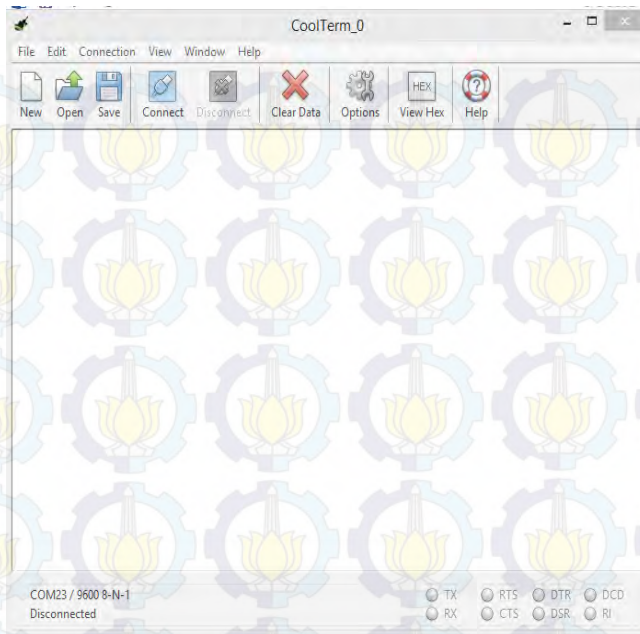 CoolTerm_0
File Edit Connection View Window Help
New Open Save Connect Disconnect Clear Data Options View Hex Help
HEX
COM23 / 9600 8-N-1
Disconnected
TX RTS DTR DCD
RX CTS DSR RI